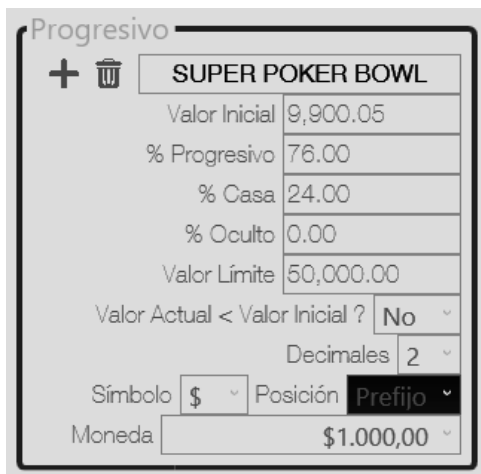 Progresivo
SUPER POKER BOWL
Valor Inicial 9,900.05
% Progresivo 76.00
% Casa 24.00
% Oculto 0.00
Valor Límite 50,000.00
Valor Actual < Valor Inicial ? No
Decimales 2
Símbolo $ Posición Prefijo
Moneda $1.000,00